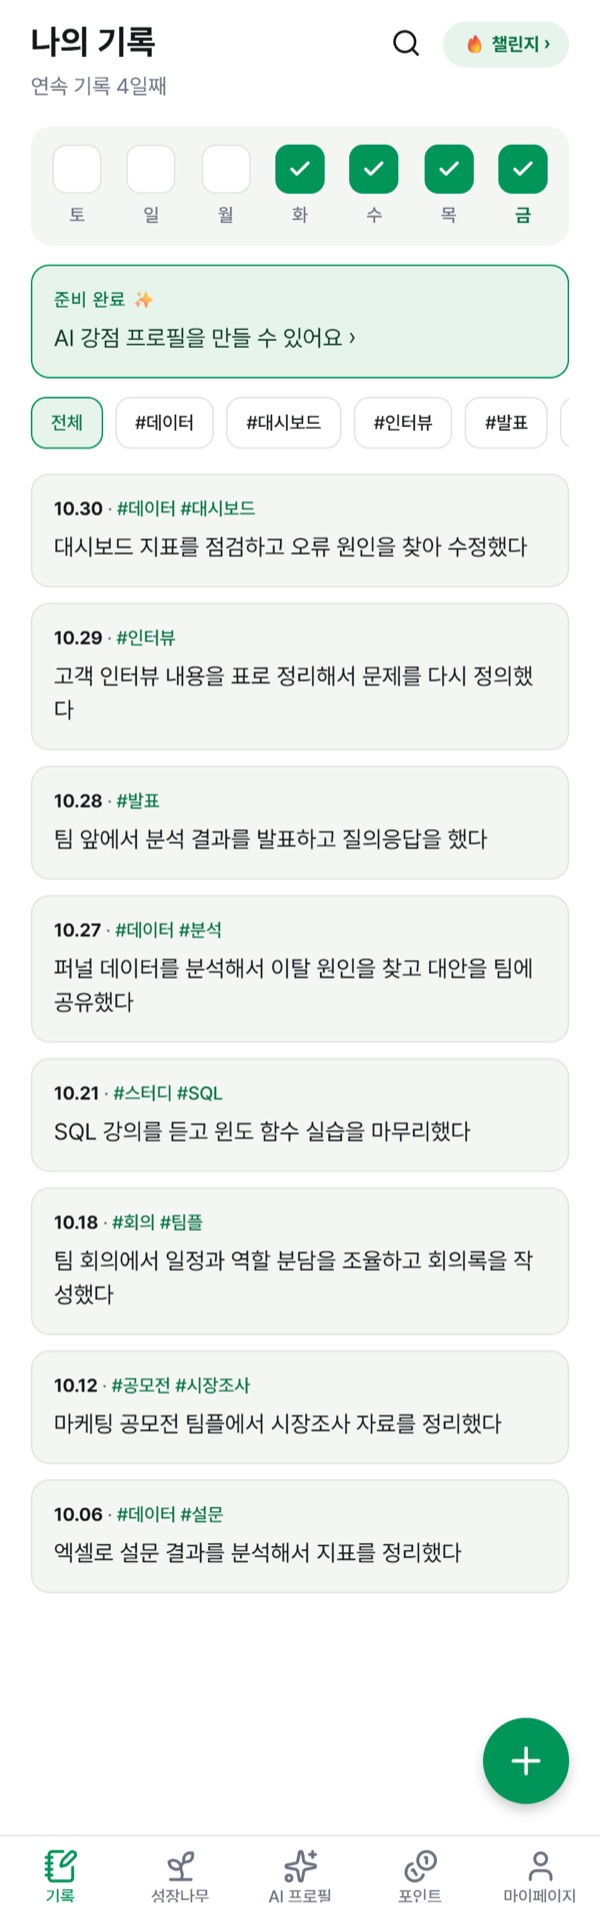 나의 기록
챌린지 ›
연속 기록 4일째
토 일 월 화 수 목 금
준비 완료 ✨
AI 강점 프로필을 만들 수 있어요 ›
전체 #데이터 #대시보드 #인터뷰 #발표
10.30 · #데이터 #대시보드
대시보드 지표를 점검하고 오류 원인을 찾아 수정했다
10.29 · #인터뷰
고객 인터뷰 내용을 표로 정리해서 문제를 다시 정의했
다
10.28 · #발표
팀 앞에서 분석 결과를 발표하고 질의응답을 했다
10.27 · #데이터 #분석
퍼널 데이터를 분석해서 이탈 원인을 찾고 대안을 팀에
공유했다
10.21 · #스터디 #SQL
SQL 강의를 듣고 윈도 함수 실습을 마무리했다
10.18 · #회의 #팀플
팀 회의에서 일정과 역할 분담을 조율하고 회의록을 작
성했다
10.12 · #공모전 #시장조사
마케팅 공모전 팀플에서 시장조사 자료를 정리했다
10.06 · #데이터 #설문
엑셀로 설문 결과를 분석해서 지표를 정리했다
기록 성장나무 AI 프로필 포인트 마이페이지